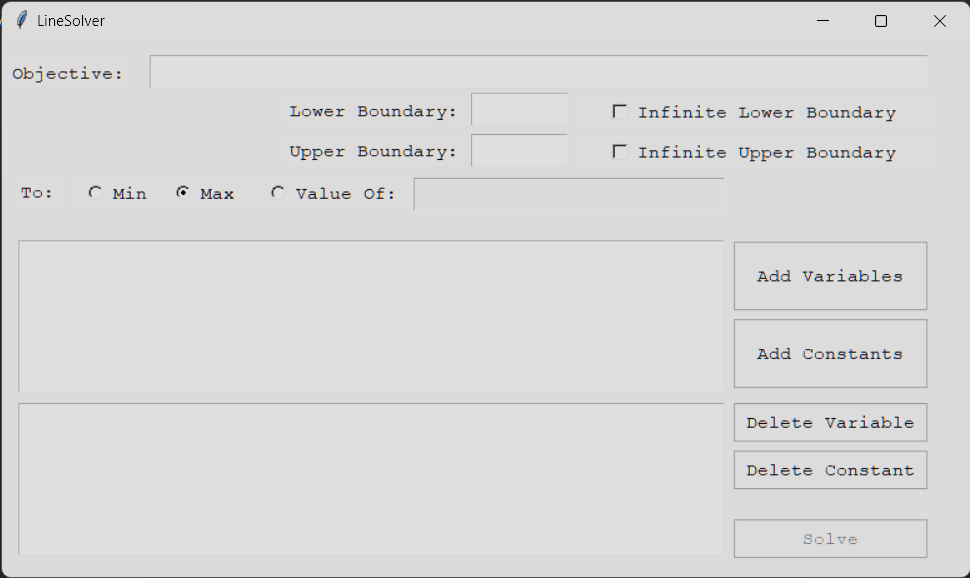 LineSolver
Objective:
Lower Boundary: Infinite Lower Boundary
Upper Boundary: Infinite Upper Boundary
To: Min Max Value Of:
Add Variables
Add Constants
Delete Variable
Delete Constant
Solve